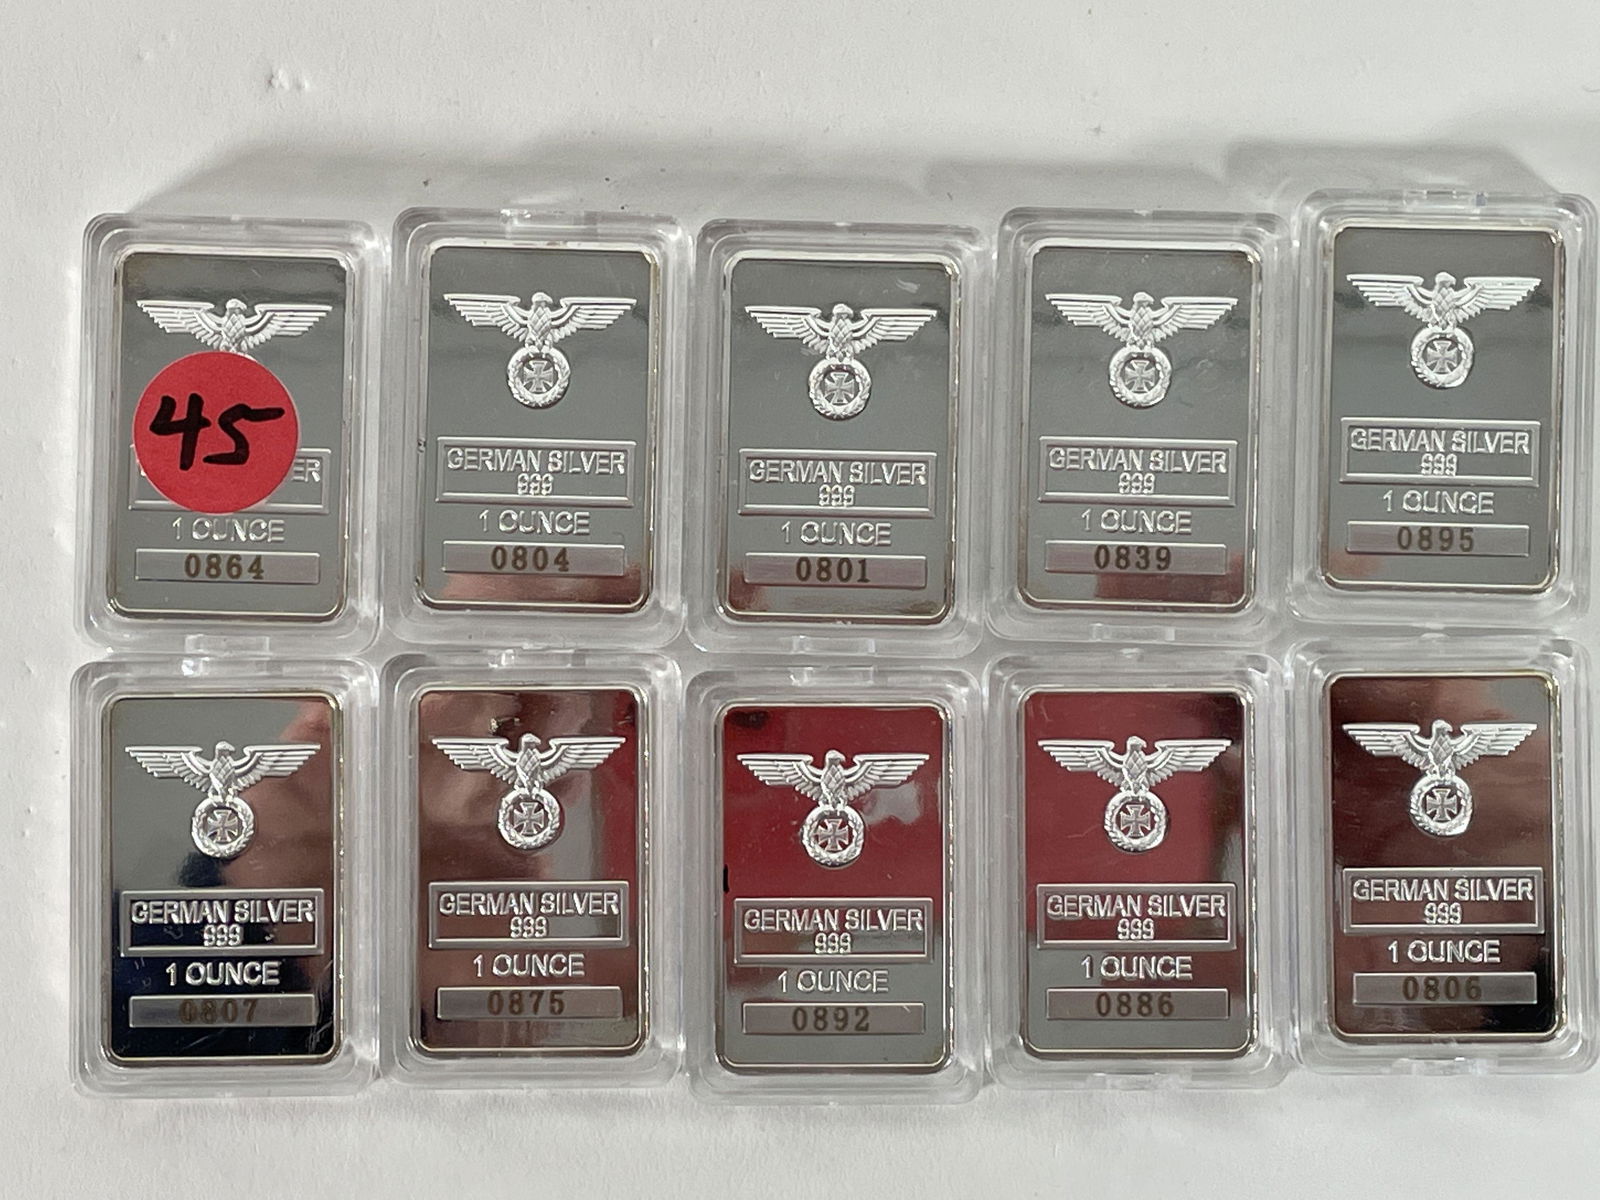 45
ER
1 OUNCE
0864
GERMAN SILVER
999
1 OUNCE
0804
GERMAN SILVER
999
1 OUNCE
0801
GERMAN SILVER
999
1 OUNCE
0839
GERMAN SILVER
999
1 OUNCE
0895
GERMAN SILVER
999
1 OUNCE
0807
GERMAN SILVER
999
1 OUNCE
0875
GERMAN SILVER
999
1 OUNCE
0892
GERMAN SILVER
999
1 OUNCE
0886
GERMAN SILVER
999
1 OUNCE
0806